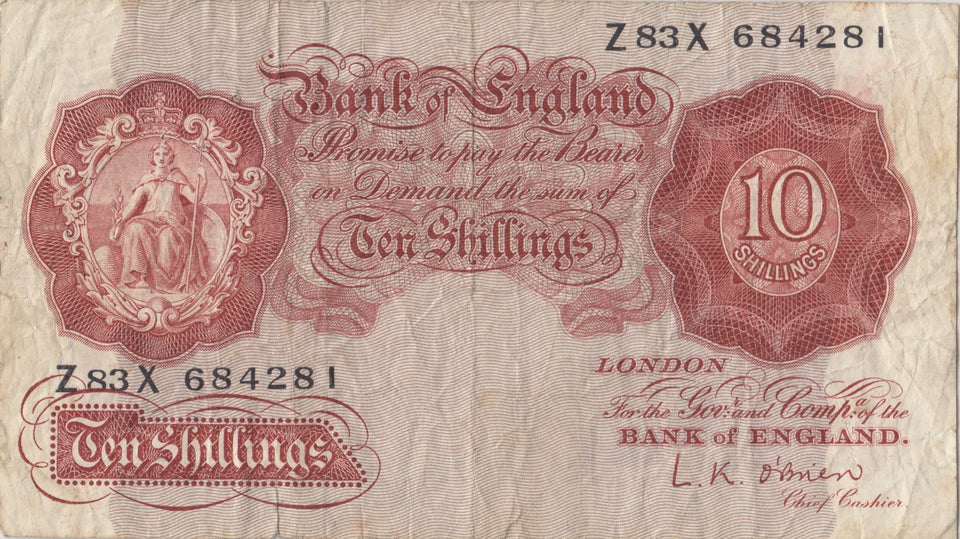 Z83X 684281
Bank of England
Promise to pay the Bearer
on Demand the sum of
Ten Shillings
10
SHILLINGS
Z83X 684281
Ten Shillings
LONDON
For the Govr. and Compa. of the
BANK of ENGLAND.
L. K. O'Brien
Chief Cashier.